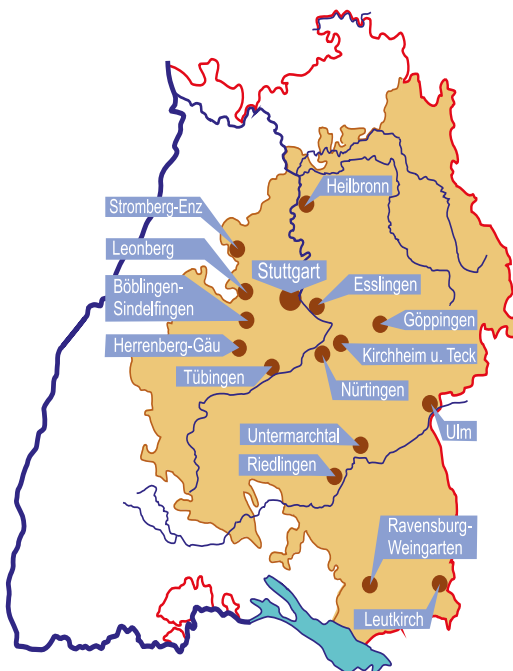 Heilbronn
Stromberg-Enz
Leonberg
Stuttgart
Böblingen-
Sindelfingen
Esslingen
Göppingen
Herrenberg-Gäu
Kirchheim u. Teck
Tübingen
Nürtingen
Untermarchtal
Ulm
Riedlingen
Ravensburg-
Weingarten
Leutkirch